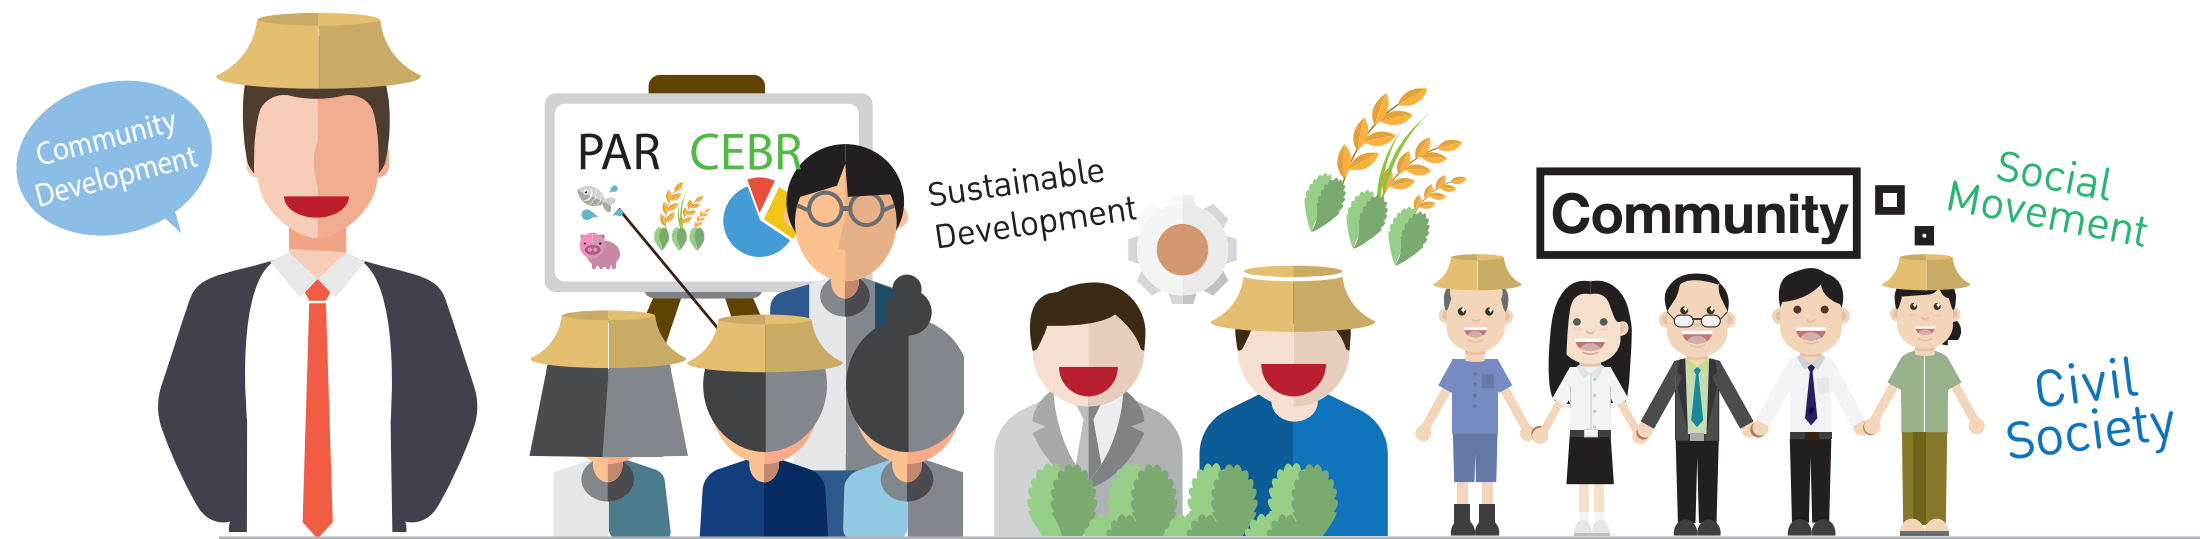 Community
Development
PAR CEBR
Sustainable
Development
Community
Social
Movement
Civil
Society